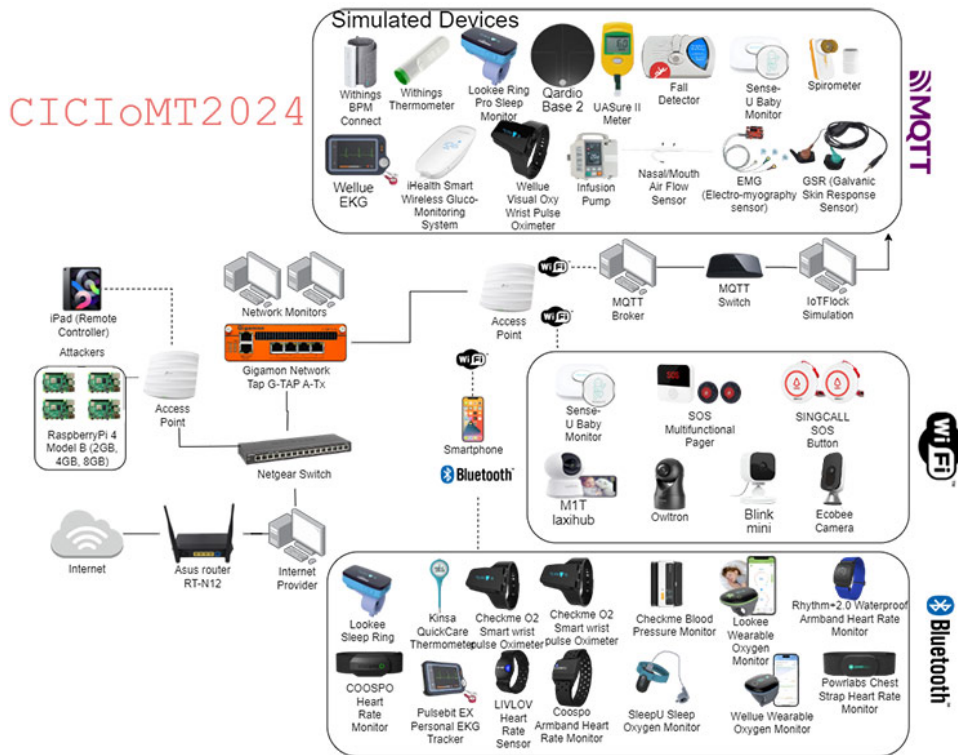 Simulated Devices
CICIoMT2024
Withings
BPM
Connect
Withings
Thermometer
Lookee Ring
Pro Sleep
Monitor
Qardio
Base 2
UASure II
Meter
Fall
Detector
Sense-
U Baby
Monitor
Spirometer
MQTT
Wellue
EKG
iHealth Smart
Wireless Gluco-
Monitoring
System
Wellue
Visual Oxy
Wrist Pulse
Oximeter
Infusion
Pump
Nasal/Mouth
Air Flow
Sensor
EMG
(Electro-myography
sensor)
GSR (Galvanic
Skin Response
Sensor)
iPad (Remote
Controller)
Network Monitors
Gigamon Network
Tap G-TAP A-Tx
Access
Point
WiFi
WiFi
MQTT
Broker
MQTT
Switch
IoTFlock
Simulation
Attackers
RaspberryPi 4
Model B (2GB,
4GB, 8GB)
Access
Point
Netgear Switch
WiFi
Smartphone
Bluetooth
Sense-
U Baby
Monitor
SOS
SOS
Multifunctional
Pager
SINGCALL
SOS
Button
WiFi
M1T
laxihub
Owltron
Blink
mini
Ecobee
Camera
Internet
Asus router
RT-N12
Internet
Provider
Lookee
Sleep Ring
Kinsa
QuickCare
Thermometer
Checkme O2
Smart wrist
pulse Oximeter
Checkme O2
Smart wrist
pulse Oximeter
Checkme Blood
Pressure Monitor
Lookee
Wearable
Oxygen
Monitor
Rhythm+2.0 Waterproof
Armband Heart Rate
Monitor
Bluetooth
COOSPO
Heart
Rate
Monitor
Pulsebit EX
Personal EKG
Tracker
LIVLOV
Heart
Rate
Sensor
Coospo
Armband Heart
Rate Monitor
SleepU Sleep
Oxygen Monitor
Wellue Wearable
Oxygen Monitor
Powrlabs Chest
Strap Heart Rate
Monitor